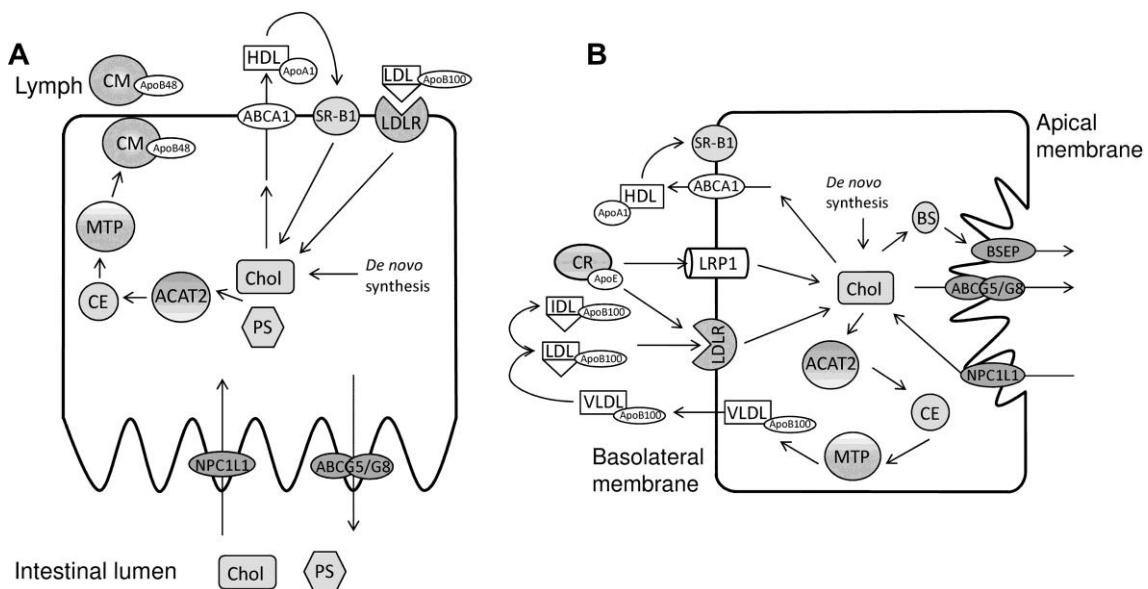 A
Lymph
CM
ApoB48
HDL
ApoA1
LDL
ApoB100
ABCA1
SR-B1
LDLR
CM
ApoB48
MTP
CE
ACAT2
Chol
PS
De novo
synthesis
NPC1L1
ABCG5/G8
Intestinal lumen
Chol
PS
B
Apical
membrane
SR-B1
ABCA1
HDL
ApoA1
De novo
synthesis
BS
BSEP
CR
ApoE
LRP1
Chol
ABCG5/G8
IDL
ApoB100
LDL
ApoB100
LDLR
ACAT2
NPC1L1
VLDL
ApoB100
VLDL
ApoB100
CE
MTP
Basolateral
membrane